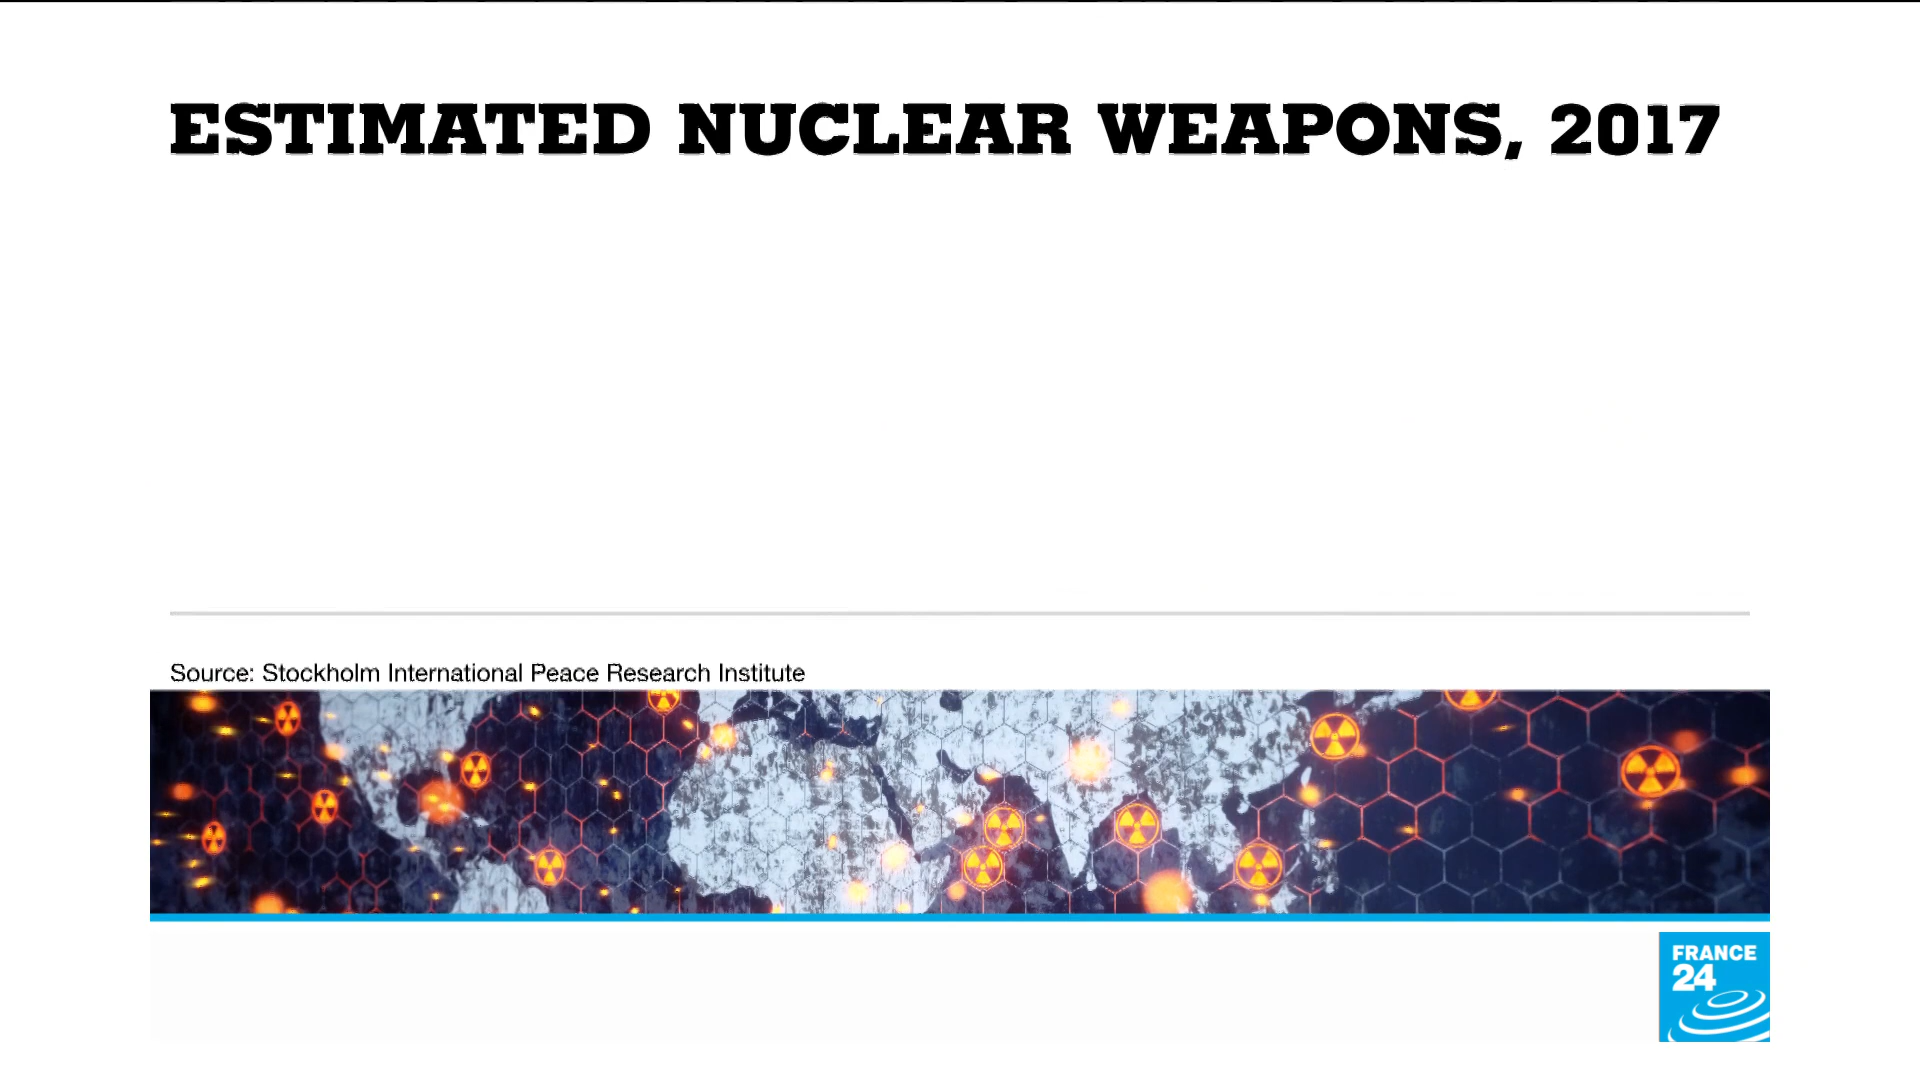 ESTIMATED NUCLEAR WEAPONS, 2017
Source: Stockholm International Peace Research Institute
FRANCE
24